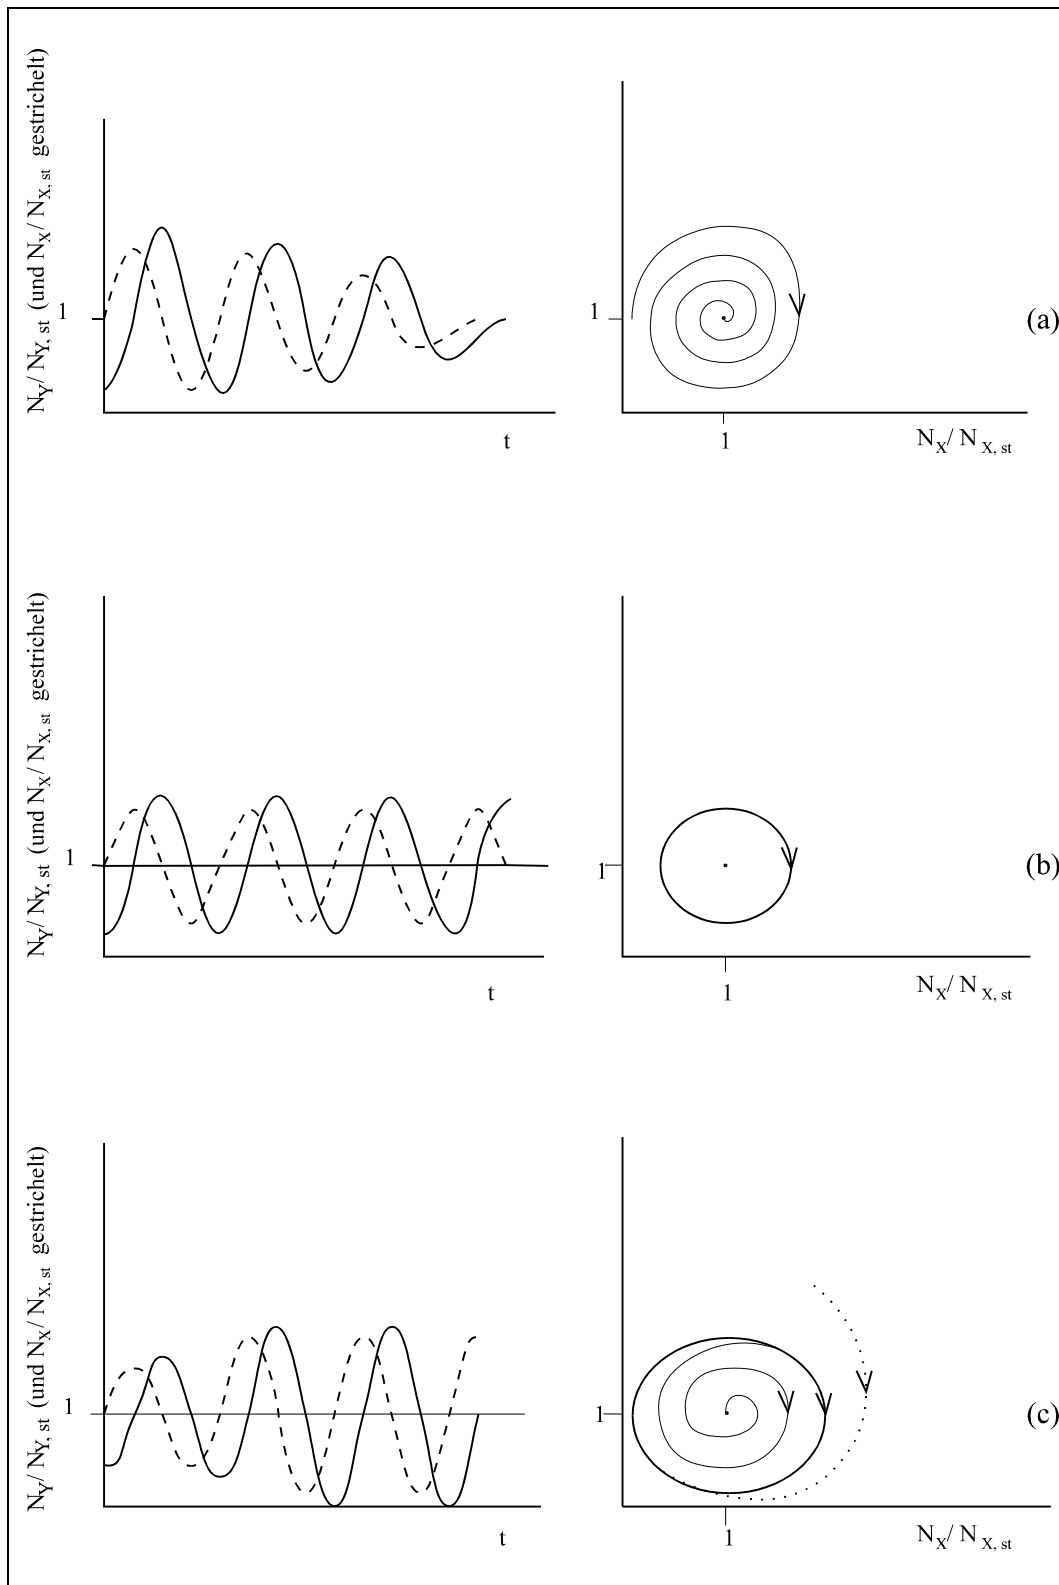 N_Y/ N_Y, st (und N_X/ N_X, st gestrichelt)
1
t
1
1
N_X/ N_X, st
(a)
N_Y/ N_Y, st (und N_X/ N_X, st gestrichelt)
1
t
1
1
N_X/ N_X, st
(b)
N_Y/ N_Y, st (und N_X/ N_X, st gestrichelt)
1
t
1
1
N_X/ N_X, st
(c)